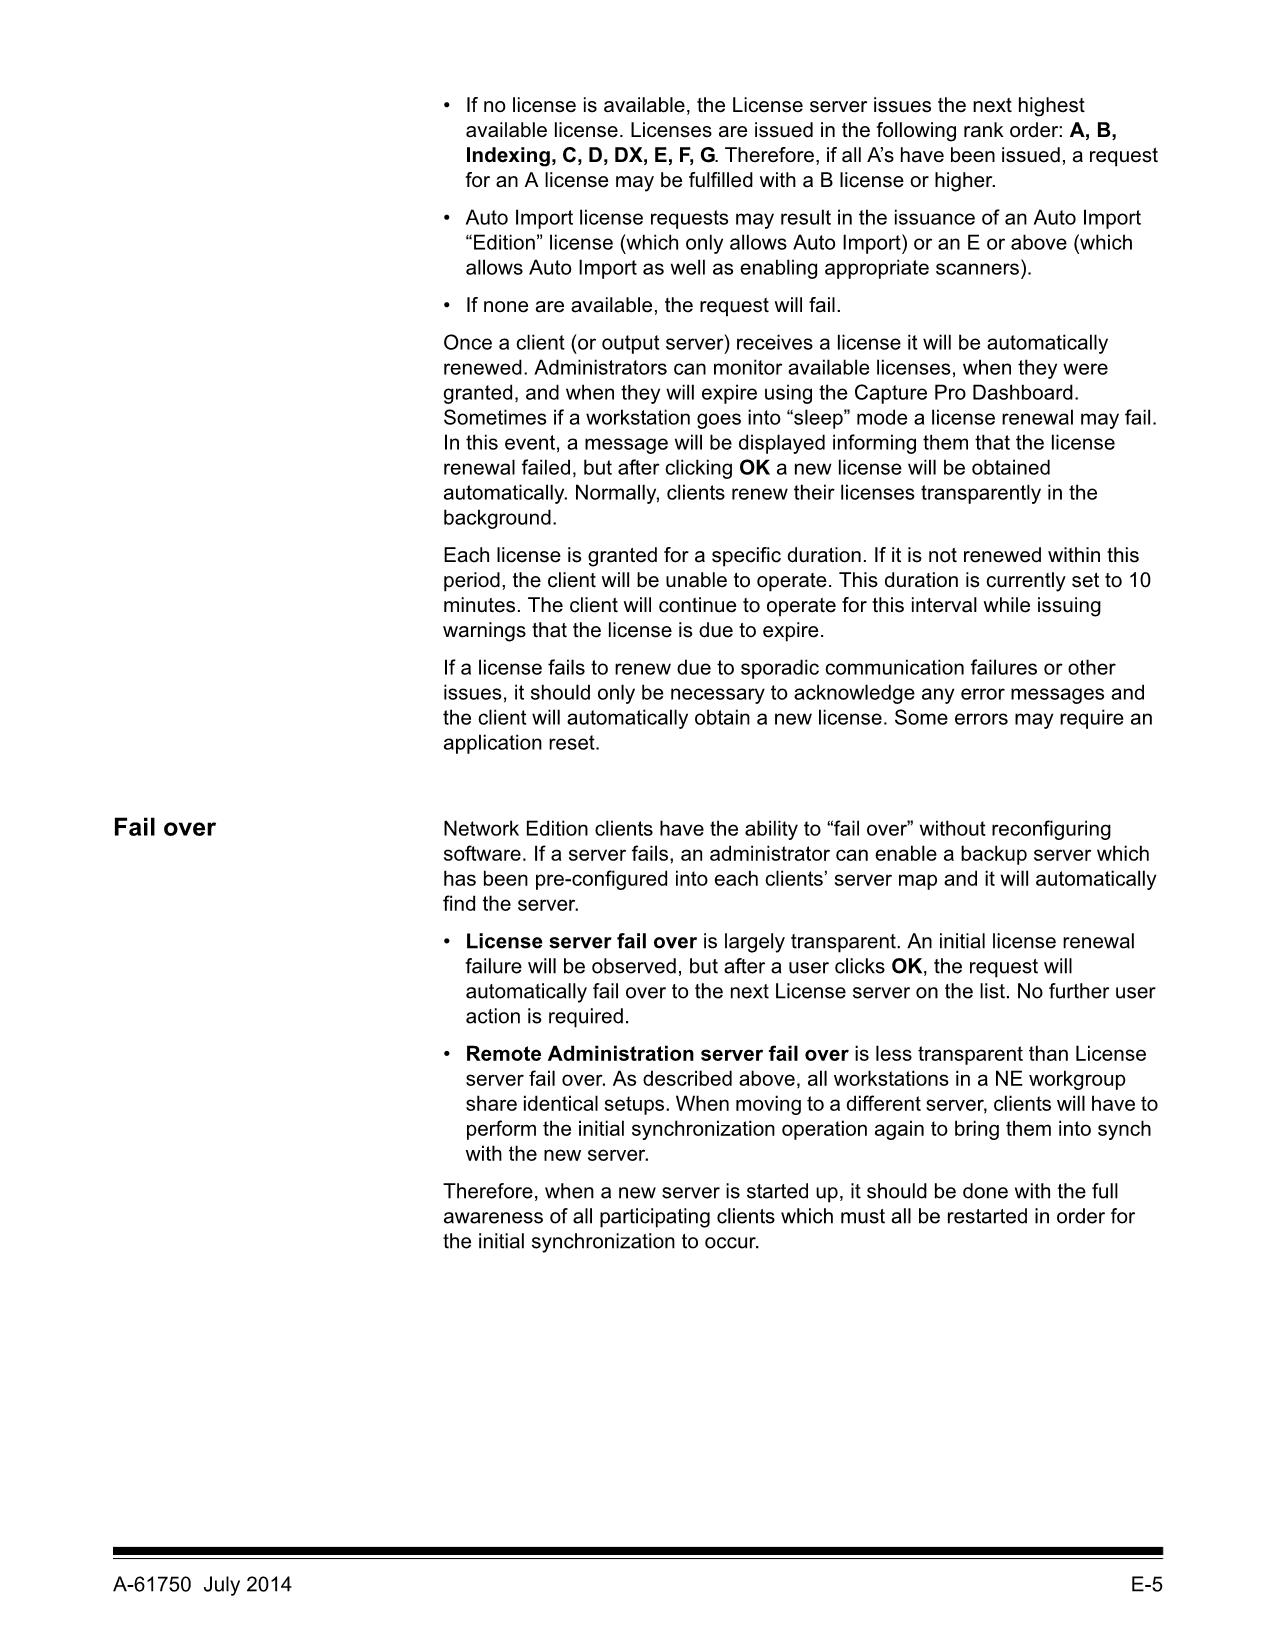 • If no license is available, the License server issues the next highest
available license. Licenses are issued in the following rank order: A, B,
Indexing, C, D, DX, E, F, G. Therefore, if all A’s have been issued, a request
for an A license may be fulfilled with a B license or higher.
• Auto Import license requests may result in the issuance of an Auto Import
“Edition” license (which only allows Auto Import) or an E or above (which
allows Auto Import as well as enabling appropriate scanners).
• If none are available, the request will fail.
Once a client (or output server) receives a license it will be automatically
renewed. Administrators can monitor available licenses, when they were
granted, and when they will expire using the Capture Pro Dashboard.
Sometimes if a workstation goes into “sleep” mode a license renewal may fail.
In this event, a message will be displayed informing them that the license
renewal failed, but after clicking OK a new license will be obtained
automatically. Normally, clients renew their licenses transparently in the
background.
Each license is granted for a specific duration. If it is not renewed within this
period, the client will be unable to operate. This duration is currently set to 10
minutes. The client will continue to operate for this interval while issuing
warnings that the license is due to expire.
If a license fails to renew due to sporadic communication failures or other
issues, it should only be necessary to acknowledge any error messages and
the client will automatically obtain a new license. Some errors may require an
application reset.
Fail over
Network Edition clients have the ability to “fail over” without reconfiguring
software. If a server fails, an administrator can enable a backup server which
has been pre-configured into each clients’ server map and it will automatically
find the server.
• License server fail over is largely transparent. An initial license renewal
failure will be observed, but after a user clicks OK, the request will
automatically fail over to the next License server on the list. No further user
action is required.
• Remote Administration server fail over is less transparent than License
server fail over. As described above, all workstations in a NE workgroup
share identical setups. When moving to a different server, clients will have to
perform the initial synchronization operation again to bring them into synch
with the new server.
Therefore, when a new server is started up, it should be done with the full
awareness of all participating clients which must all be restarted in order for
the initial synchronization to occur.
A-61750 July 2014
E-5